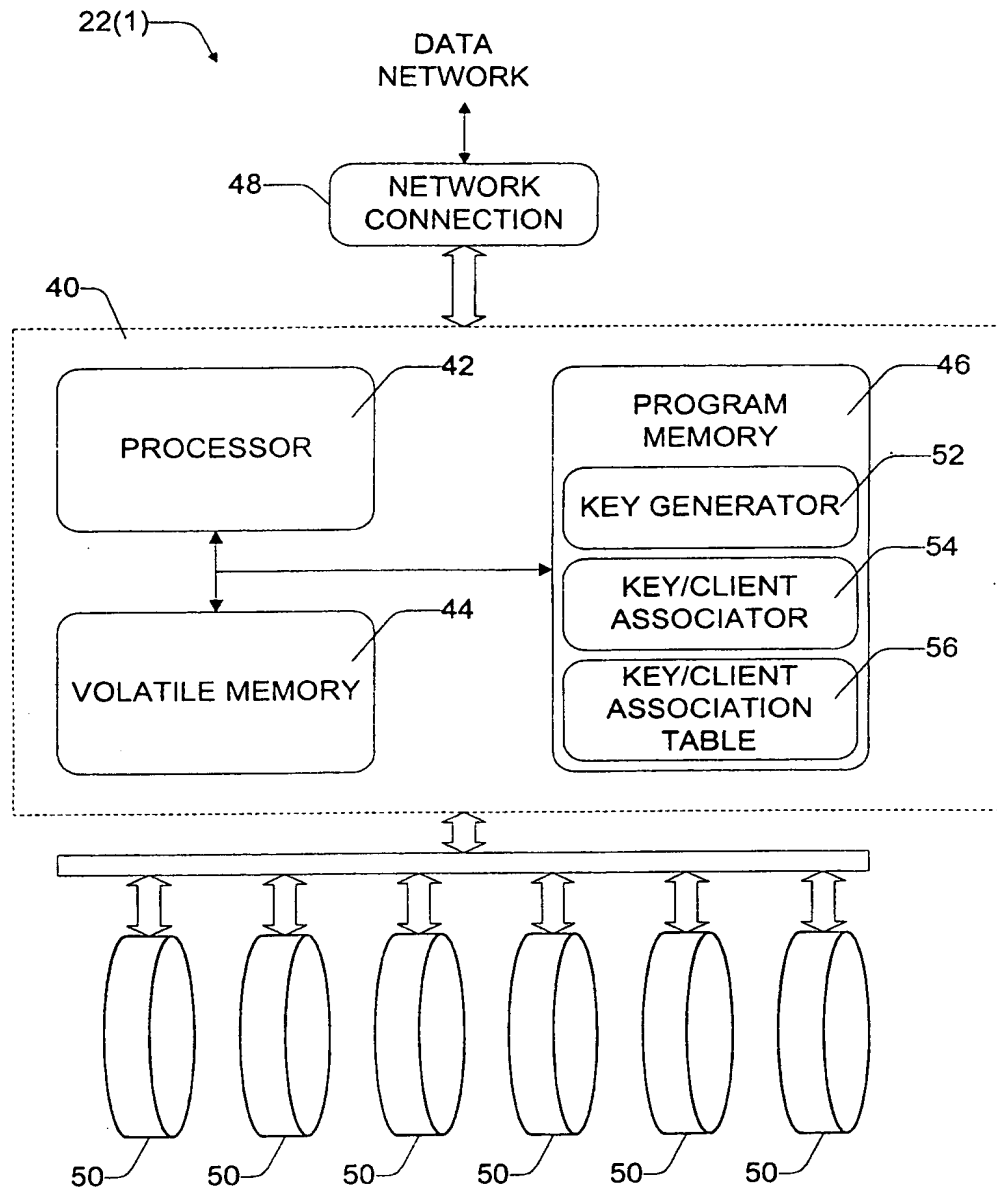 22(1)
DATA
NETWORK
48
NETWORK
CONNECTION
40
42
PROCESSOR
46
PROGRAM
MEMORY
52
KEY GENERATOR
54
KEY/CLIENT
ASSOCIATOR
44
VOLATILE MEMORY
56
KEY/CLIENT
ASSOCIATION
TABLE
50 50 50 50 50 50